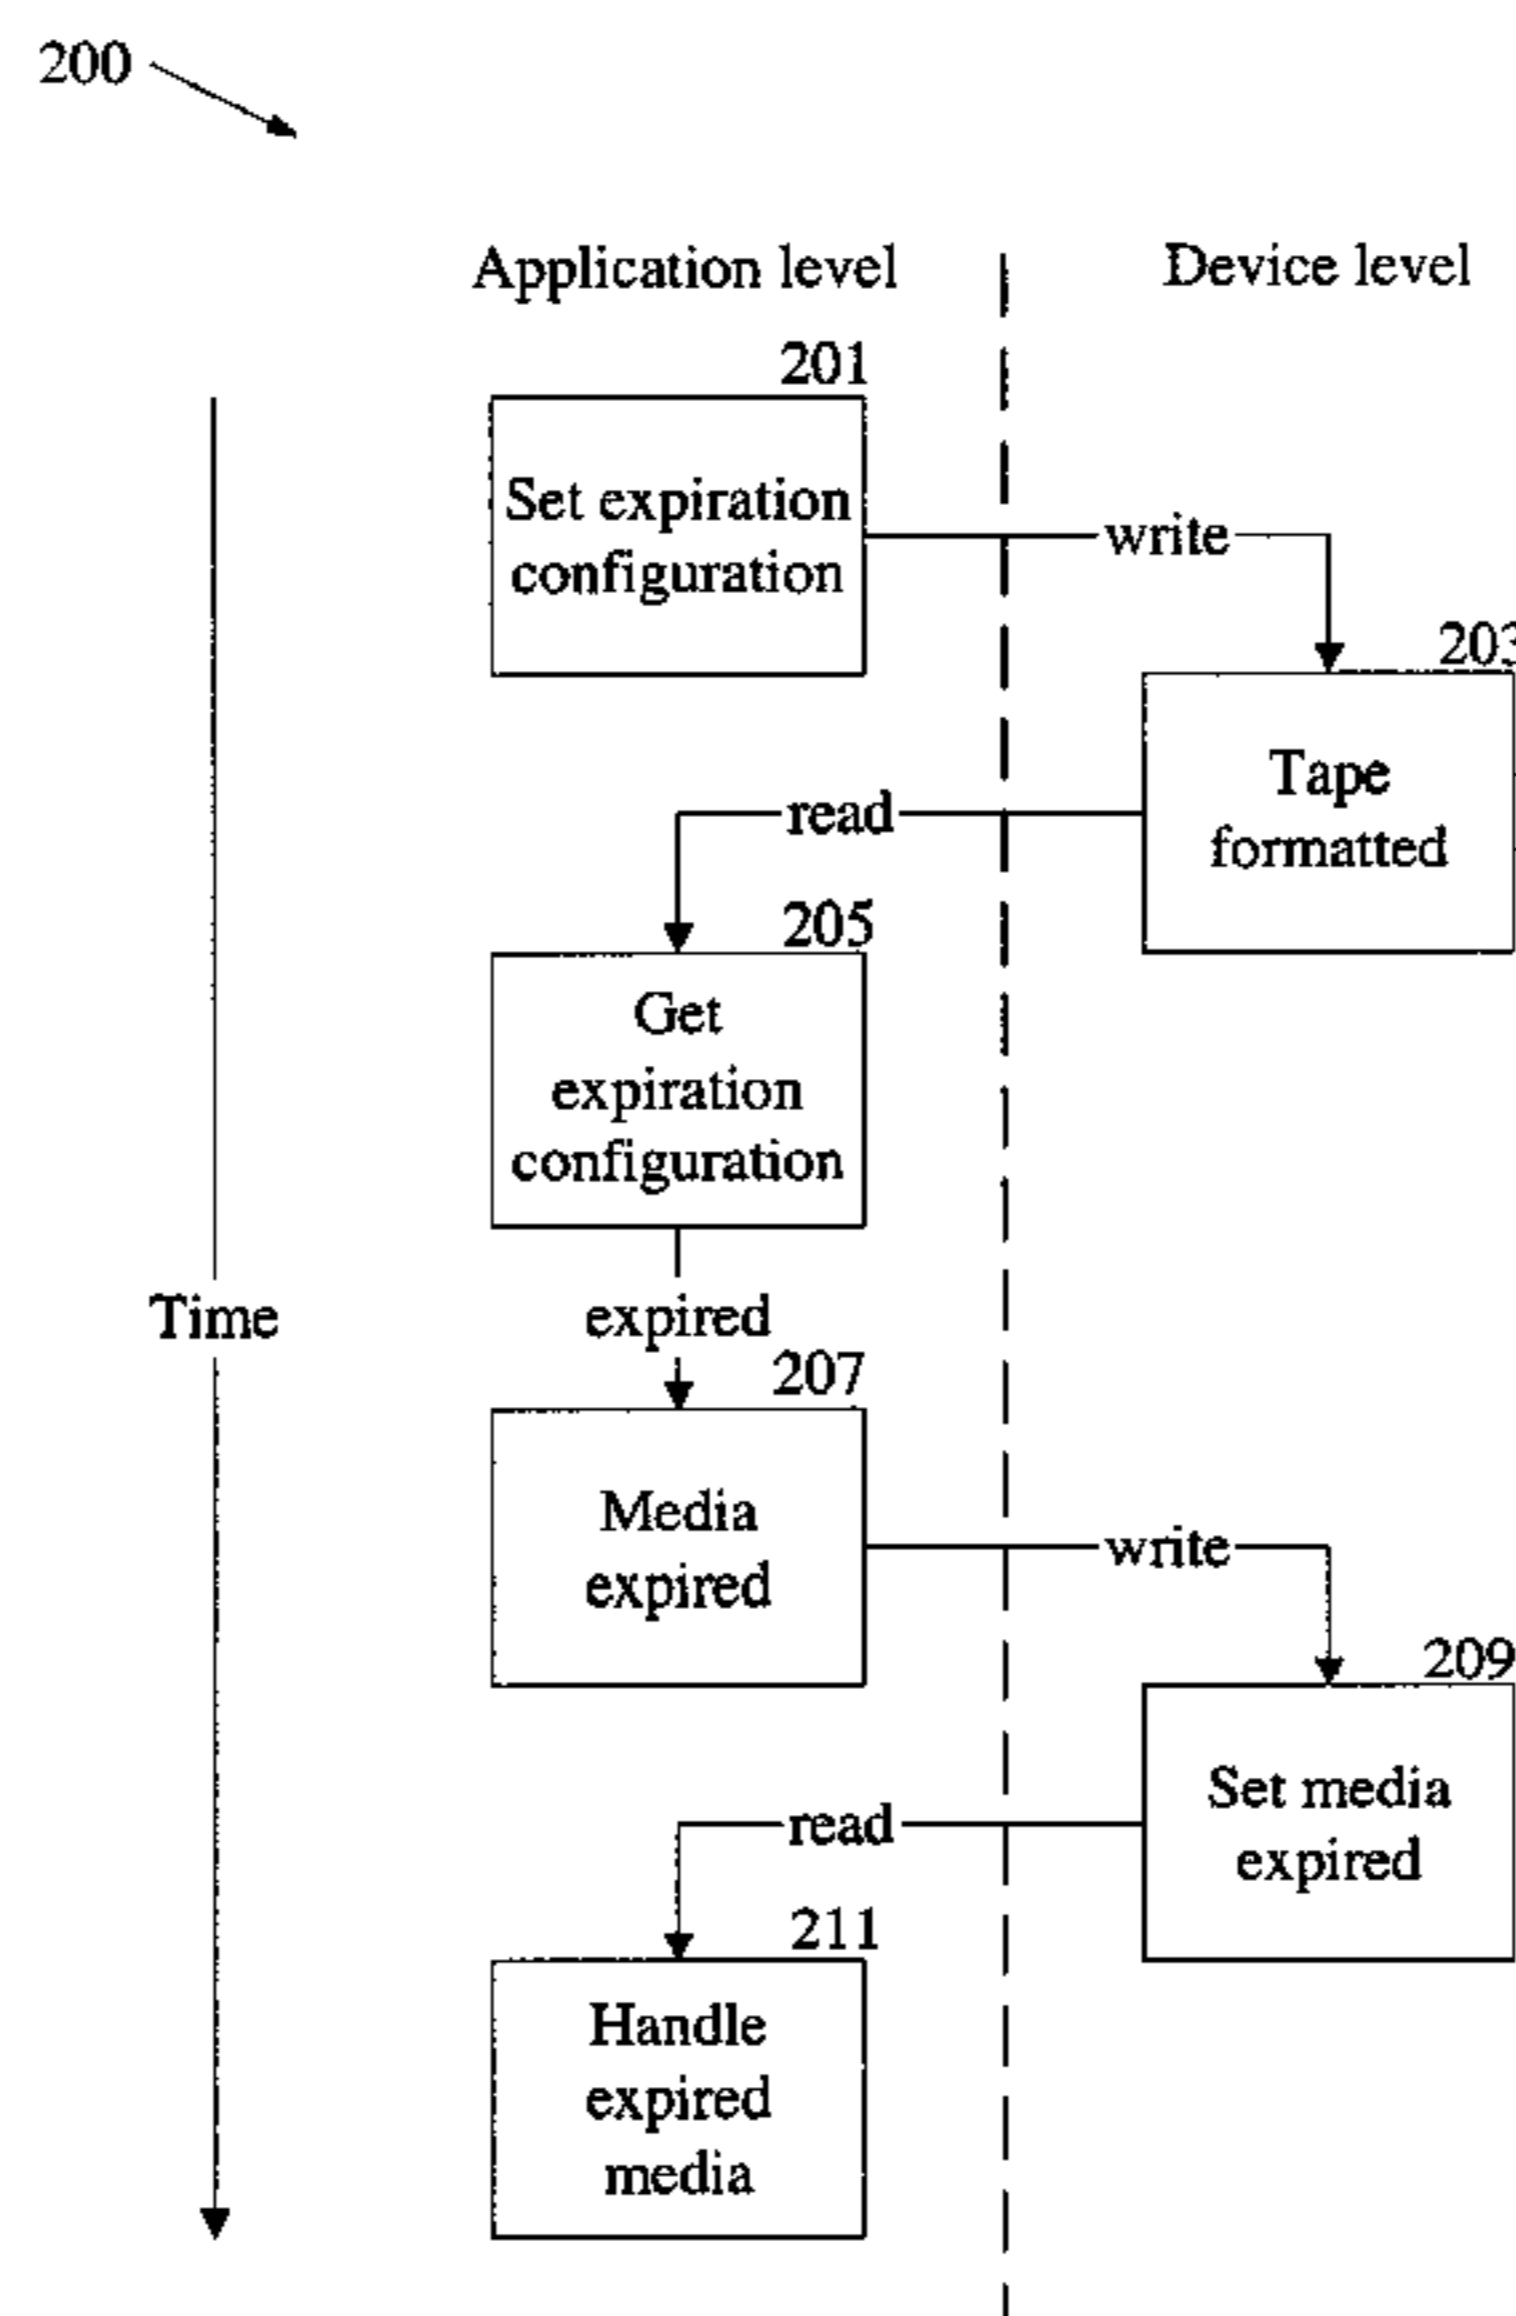 200
Application level
Device level
201
Set expiration
configuration
write
203
Tape
formatted
read
205
Get
expiration
configuration
Time
expired
207
Media
expired
write
209
Set media
expired
read
211
Handle
expired
media